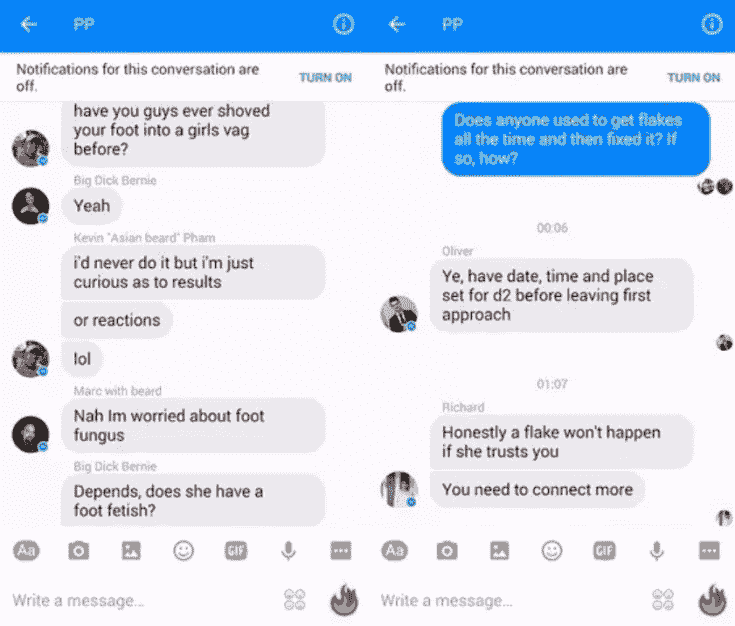 PP
Notifications for this conversation are
off.
TURN ON
have you guys ever shoved
your foot into a girls vag
before?
Big Dick Bernie
Yeah
Kevin "Asian beard" Pham
i'd never do it but i'm just
curious as to results
or reactions
lol
Marc with beard
Nah Im worried about foot
fungus
Big Dick Bernie
Depends, does she have a
foot fetish?
Aa
GIF
Write a message...
PP
Notifications for this conversation are
off.
TURN ON
Does anyone used to get flakes
all the time and then fixed it? If
so, how?
00:06
Oliver
Ye, have date, time and place
set for d2 before leaving first
approach
01:07
Richard
Honestly a flake won't happen
if she trusts you
You need to connect more
Aa
GIF
Write a message...